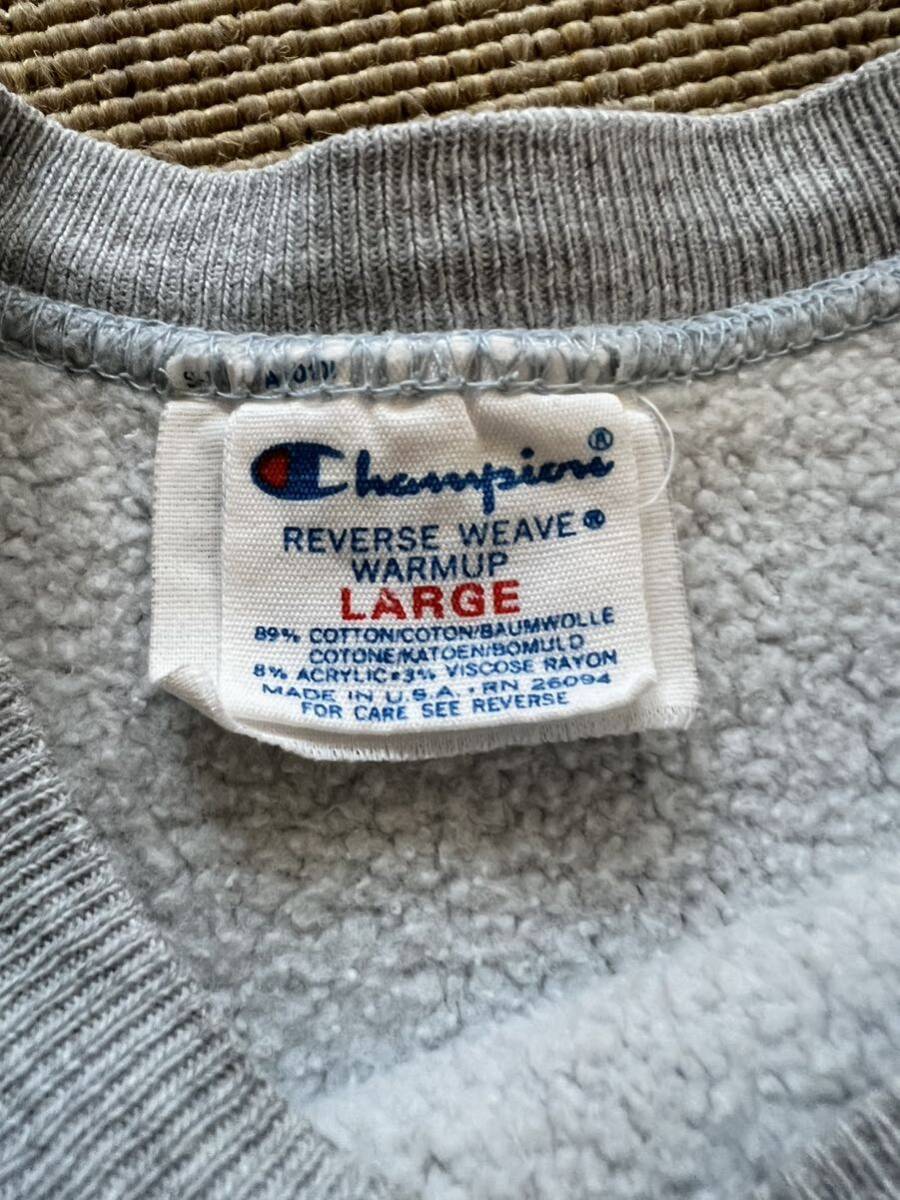 Champion®
REVERSE WEAVE®
WARMUP
LARGE
89% COTTON/COTON/BAUMWOLLE
COTONE/KATOEN/BOMULD
8% ACRYLIC•3% VISCOSE RAYON
MADE IN U.S.A. • RN 26094
FOR CARE SEE REVERSE